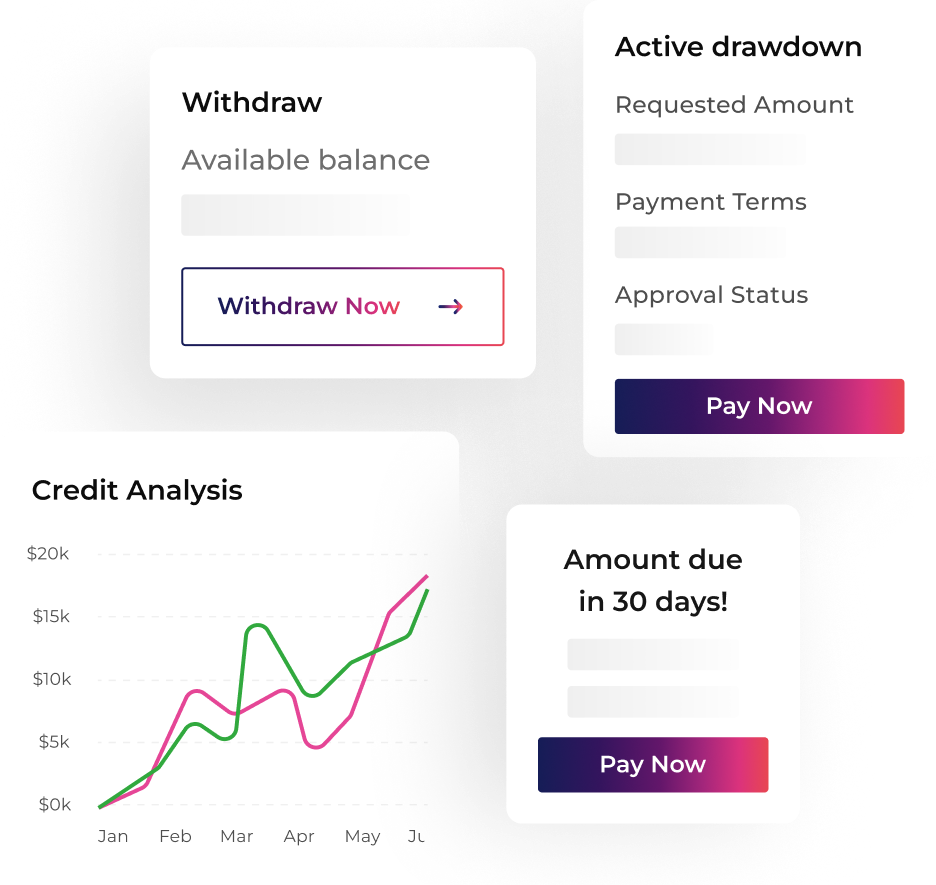 Withdraw
Available balance
Withdraw Now
Active drawdown
Requested Amount
Payment Terms
Approval Status
Pay Now
Credit Analysis
$20k
$15k
$10k
$5k
$0k
Jan Feb Mar Apr May
Amount due
in 30 days!
Pay Now